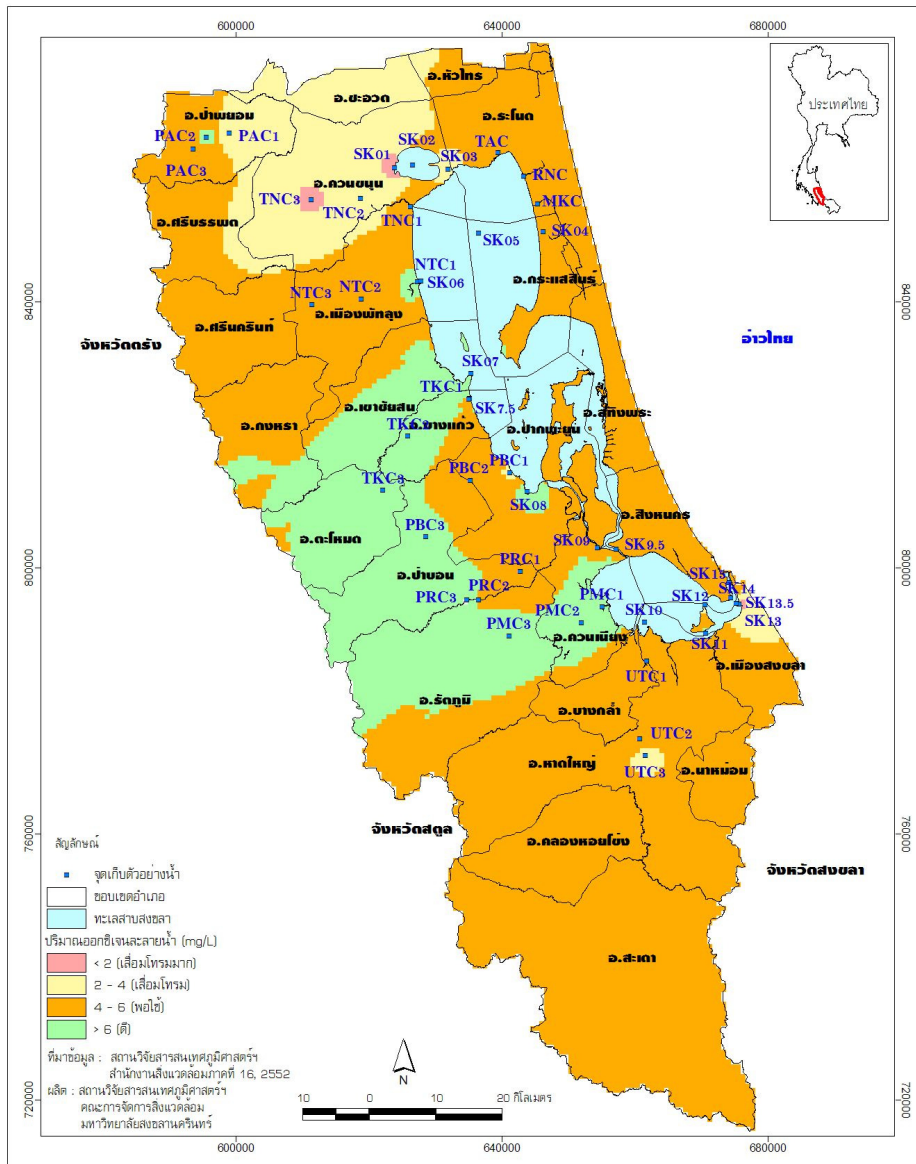 600000 640000 680000
อ.หัวไทร
อ.ชะอวด
อ.ป่าพยอม
อ.ระโนด
ประเทศไทย
PAC2 PAC1
SK02
TAC
SK01
SK03
PAC3
RNC
อ.ควนขนุน
TNC3
MKC
TNC2
TNC1
อ.ศรีบรรพต
SK04
SK05
NTC1
อ.กระแสสินธุ์
SK06
NTC3 NTC2
840000 840000
อ.เมืองพัทลุง
อ.ศรีนครินทร์
อ่าวไทย
จังหวัดตรัง
SK07
TKC1
อ.เขาชัยสน
SK7.5
อ.สทิงพระ
อ.กงหรา
TKC2
อ.บางแก้ว
อ.ปากพะยูน
PBC1
PBC2
TKC3
SK08
อ.สิงหนคร
PBC3
อ.ตะโหมด
SK09
SK9.5
800000 800000
PRC1
อ.ป่าบอน
SK13
SK14
PRC2
PRC3
PMC1
SK12
SK13.5
PMC2
SK10
SK13
PMC3
อ.ควนเนียง
SK11
อ.เมืองสงขลา
UTC1
อ.รัตภูมิ
อ.บางกล่ำ
UTC2
อ.หาดใหญ่
อ.นาหม่อม
UTC3
จังหวัดสตูล
อ.คลองหอยโข่ง
760000 760000
จังหวัดสงขลา
อ.สะเดา
สัญลักษณ์
จุดเก็บตัวอย่างน้ำ
ขอบเขตอำเภอ
ทะเลสาบสงขลา
ปริมาณออกซิเจนละลายน้ำ (mg/L)
< 2 (เสื่อมโทรมมาก)
2 - 4 (เสื่อมโทรม)
4 - 6 (พอใช้)
> 6 (ดี)
ที่มาข้อมูล : สถานวิจัยสารสนเทศภูมิศาสตร์ฯ
สำนักงานสิ่งแวดล้อมภาคที่ 16, 2552
ผลิต : สถานวิจัยสารสนเทศภูมิศาสตร์ฯ
คณะการจัดการสิ่งแวดล้อม
มหาวิทยาลัยสงขลานครินทร์
N
10 0 10 20 กิโลเมตร
720000 720000
600000 640000 680000